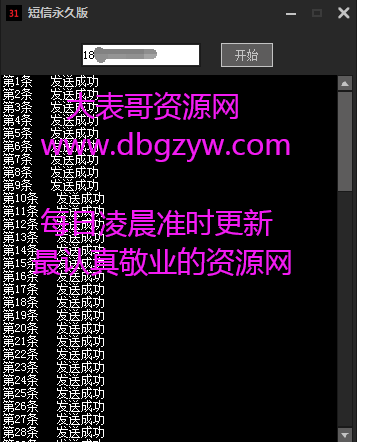 31 短信永久版
18
开始
第1条 发送成功
第2条 发送成功
第3条 发送成功
第4条 发送成功
第5条 发送成功
第6条 发送成功
第7条 发送成功
第8条 发送成功
第9条 发送成功
第10条 发送成功
第11条 发送成功
第12条 发送成功
第13条 发送成功
第14条 发送成功
第15条 发送成功
第16条 发送成功
第17条 发送成功
第18条 发送成功
第19条 发送成功
第20条 发送成功
第21条 发送成功
第22条 发送成功
第23条 发送成功
第24条 发送成功
第25条 发送成功
第26条 发送成功
第27条 发送成功
第28条 发送成功
大表哥资源网
www.dbgzyw.com
每日凌晨准时更新
最认真敬业的资源网